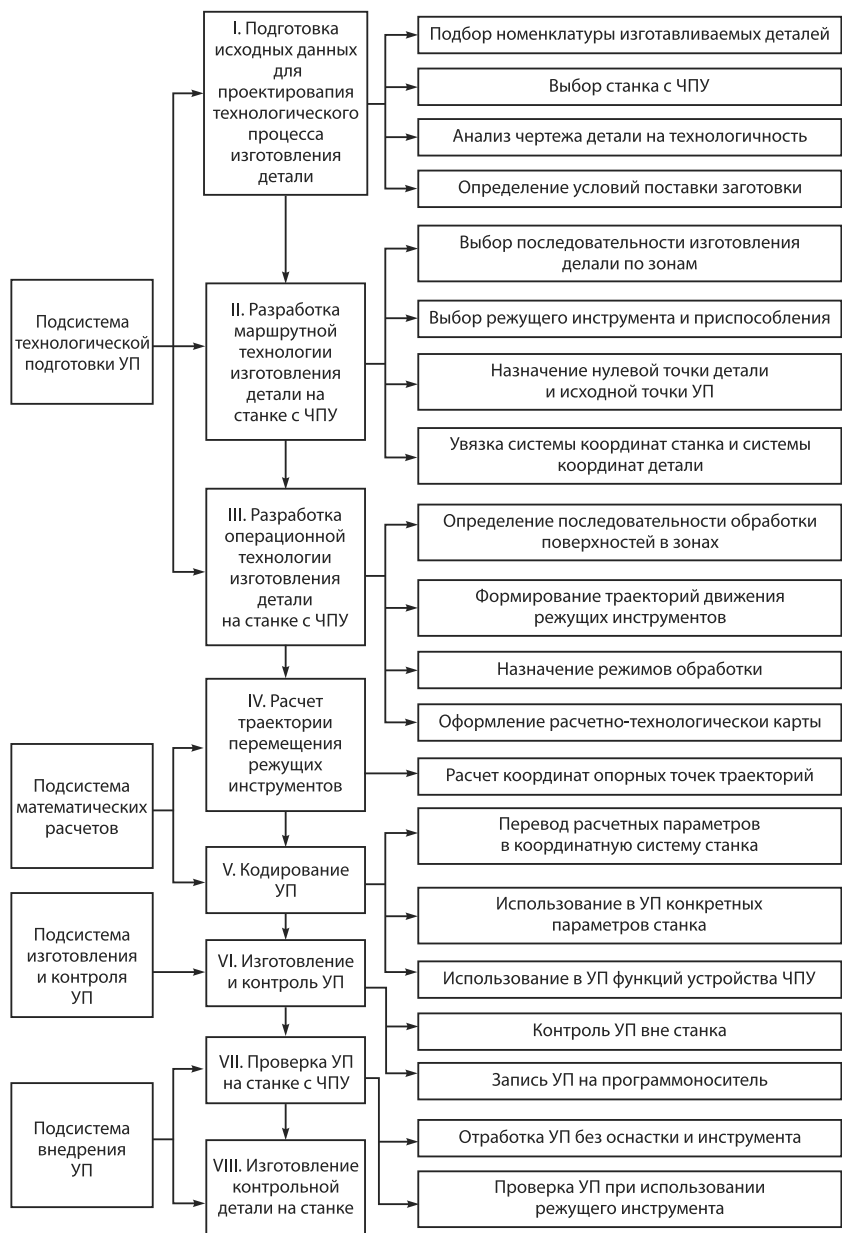 I. Подготовка
исходных данных
для
проектировапия
технологического
процесса
изготовления
детали
Подбор номенклатуры изготавливаемых деталей
Выбор станка с ЧПУ
Анализ чертежа детали на технологичность
Определение условий поставки заготовки
Подсистема
технологической
подготовки УП
II. Разработка
маршрутной
технологии
изготовления
детали на
станке с ЧПУ
Выбор последовательности изготовления
делали по зонам
Выбор режущего инструмента и приспособления
Назначение нулевой точки детали
и исходной точки УП
Увязка системы координат станка и системы
координат детали
III. Разработка
операционной
технологии
изготовления
детали
на станке с ЧПУ
Определение последовательности обработки
поверхностей в зонах
Формирование траекторий движения
режущих инструментов
Назначение режимов обработки
Оформление расчетно-технологическои карты
Подсистема
математических
расчетов
IV. Расчет
траектории
перемещения
режущих
инструментов
Расчет координат опорных точек траекторий
V. Кодирование
УП
Перевод расчетных параметров
в координатную систему станка
Использование в УП конкретных
параметров станка
Использование в УП функций устройства ЧПУ
Подсистема
изготовления
и контроля
УП
VI. Изготовление
и контроль УП
Контроль УП вне станка
Запись УП на программоноситель
Подсистема
внедрения
УП
VII. Проверка УП
на станке с ЧПУ
Отработка УП без оснастки и инструмента
Проверка УП при использовании
режущего инструмента
VIII. Изготовление
контрольной
детали на станке